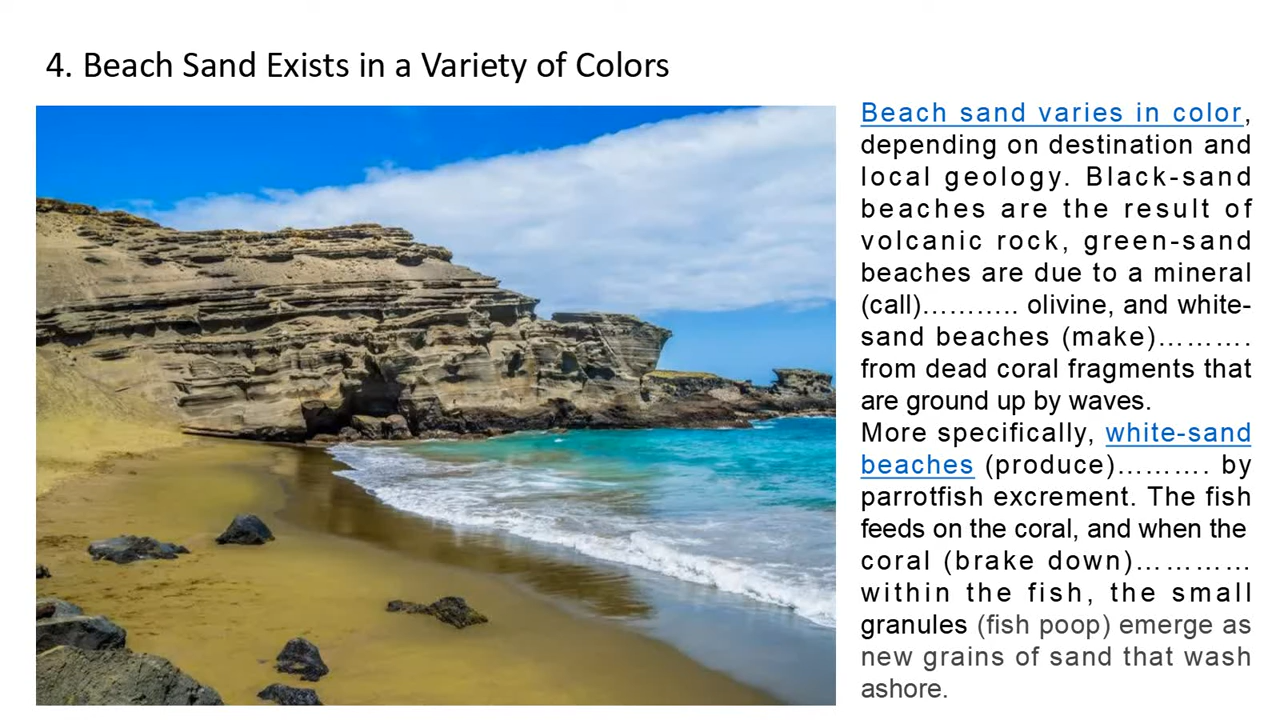 4. Beach Sand Exists in a Variety of Colors
Beach sand varies in color,
depending on destination and
local geology. Black-sand
beaches are the result of
volcanic rock, green-sand
beaches are due to a mineral
(call)……….. olivine, and white-
sand beaches (make)……….
from dead coral fragments that
are ground up by waves.
More specifically, white-sand
beaches (produce)………. by
parrotfish excrement. The fish
feeds on the coral, and when the
coral (brake down)…………
within the fish, the small
granules (fish poop) emerge as
new grains of sand that wash
ashore.